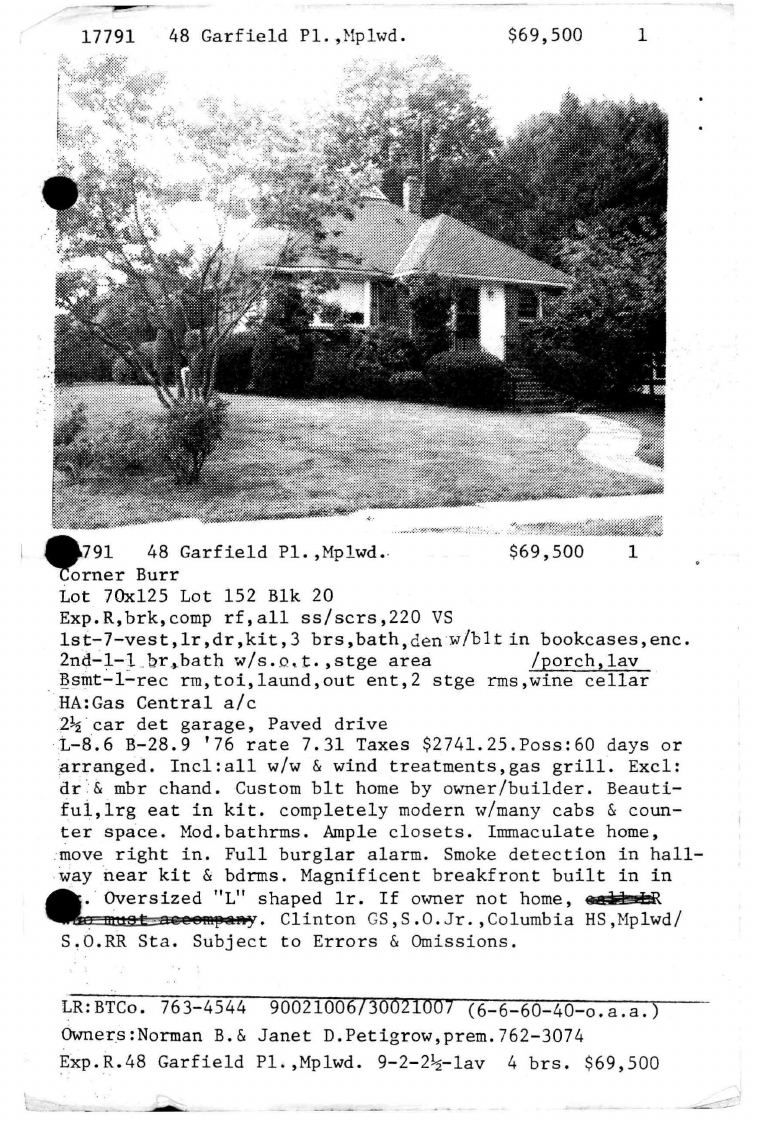 17791 48 Garfield Pl.,Mplwd. $69,500 1
791 48 Garfield Pl.,Mplwd. $69,500 1
Corner Burr
Lot 70x125 Lot 152 Blk 20
Exp.R,brk,comp rf,all ss/scrs,220 VS
1st-7-vest,lr,dr,kit,3 brs,bath,den w/blt in bookcases,enc.
2nd-1-1 br,bath w/s.o.t.,stge area /porch,lav
Bsmt-1-rec rm,toi,laund,out ent,2 stge rms,wine cellar
HA:Gas Central a/c
2½ car det garage, Paved drive
L-8.6 B-28.9 '76 rate 7.31 Taxes $2741.25.Poss:60 days or
arranged. Incl:all w/w & wind treatments,gas grill. Excl:
dr & mbr chand. Custom blt home by owner/builder. Beauti-
ful,lrg eat in kit. completely modern w/many cabs & coun-
ter space. Mod.bathrms. Ample closets. Immaculate home,
move right in. Full burglar alarm. Smoke detection in hall-
way near kit & bdrms. Magnificent breakfront built in in
. Oversized "L" shaped lr. If owner not home, call LR
who must accompany. Clinton GS,S.O.Jr.,Columbia HS,Mplwd/
S.O.RR Sta. Subject to Errors & Omissions.
LR:BTCo. 763-4544 90021006/30021007 (6-6-60-40-o.a.a.)
Owners:Norman B.& Janet D.Petigrow,prem.762-3074
Exp.R.48 Garfield Pl.,Mplwd. 9-2-2½-1av 4 brs. $69,500